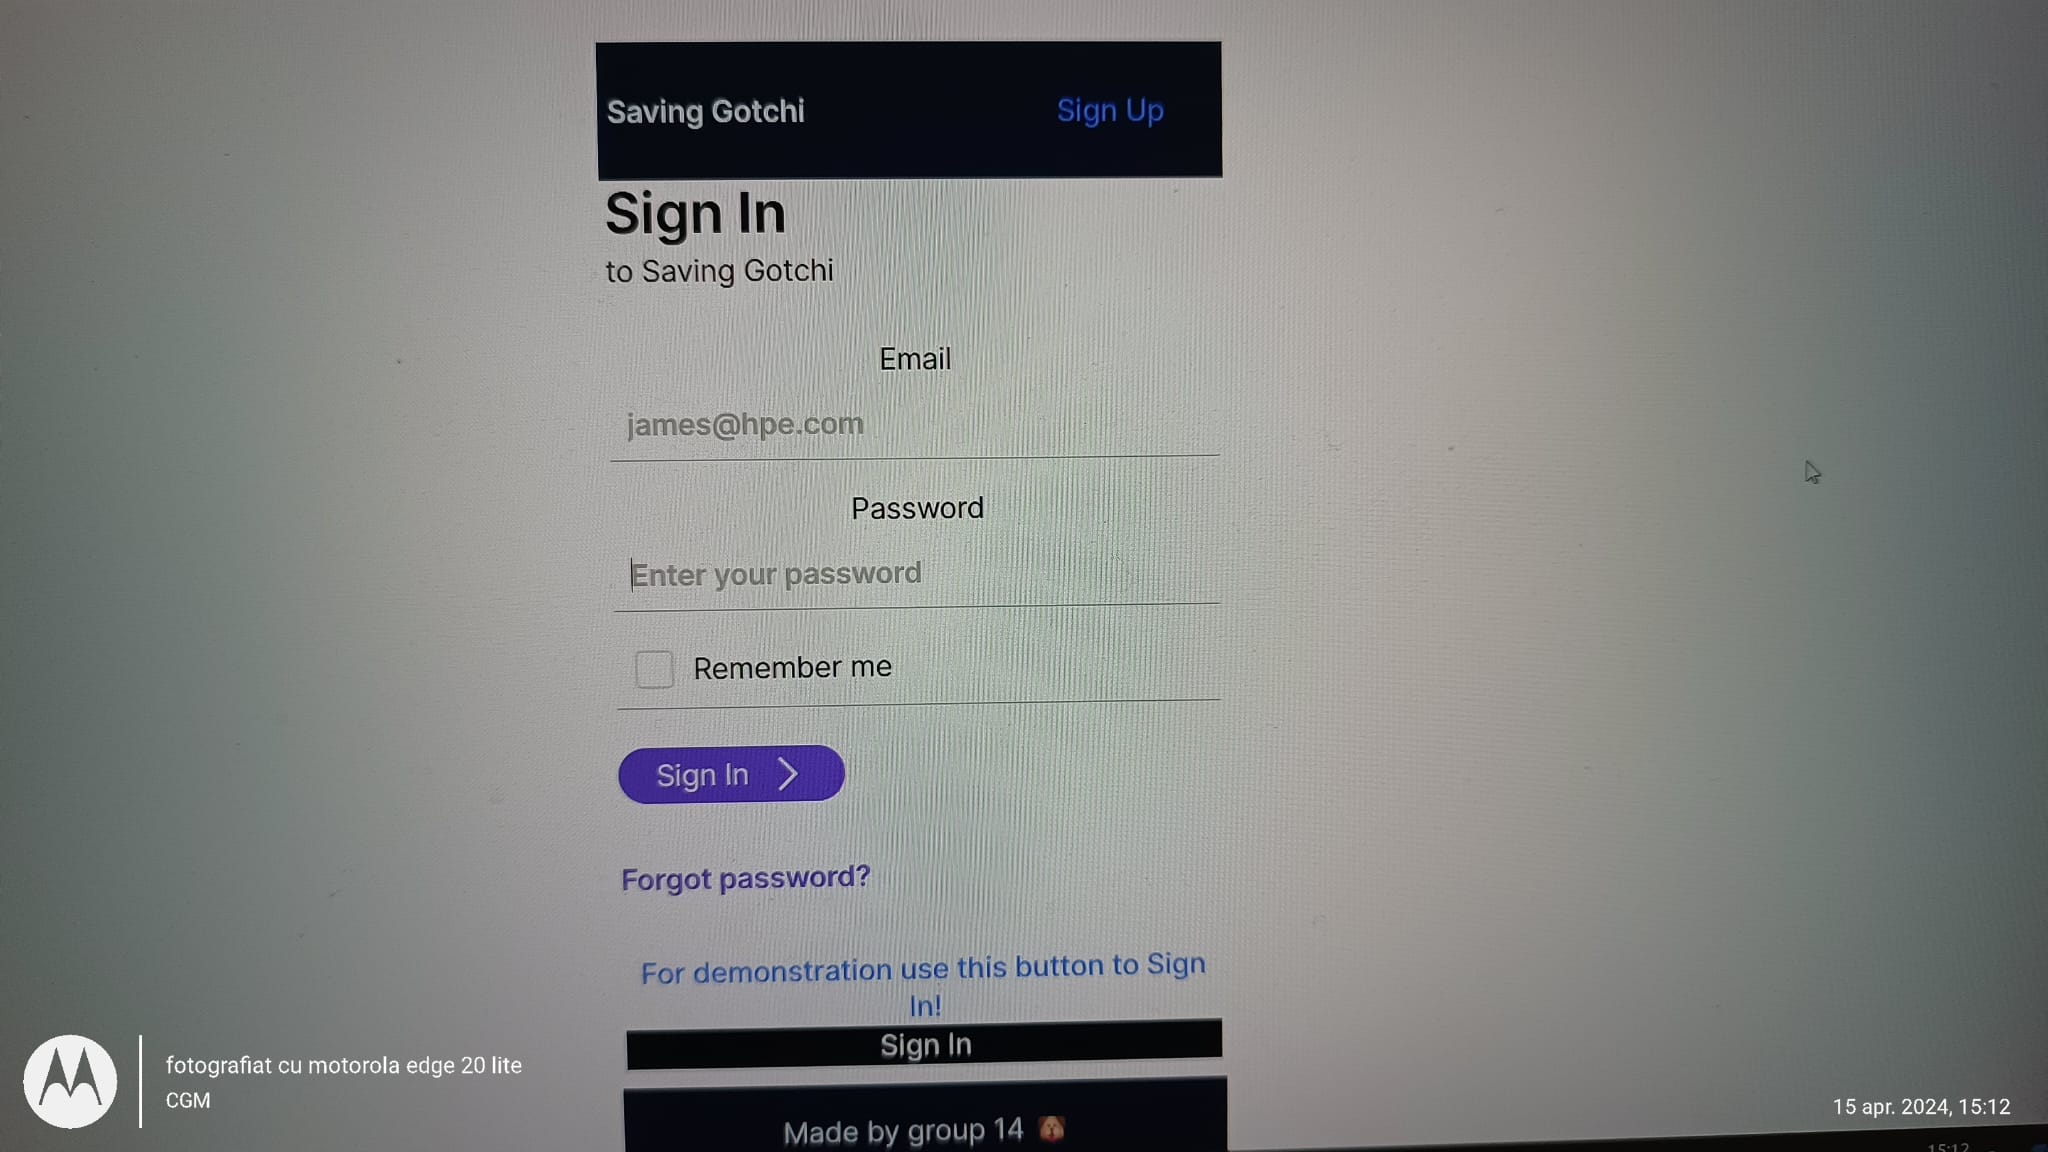 Saving Gotchi
Sign Up
Sign In
to Saving Gotchi
Email
james@hpe.com
Password
Enter your password
Remember me
Sign In
Forgot password?
For demonstration use this button to Sign
In!
Sign In
Made by group 14
fotografiat cu motorola edge 20 lite
CGM
15 apr. 2024, 15:12
15:12